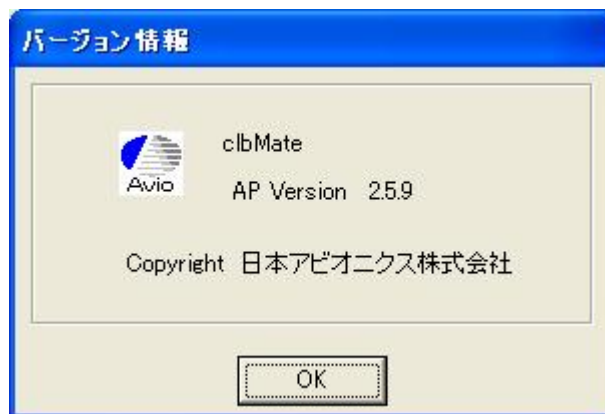 バージョン情報
clbMate
Avio
AP Version 2.5.9
Copyright 日本アビオニクス株式会社
OK